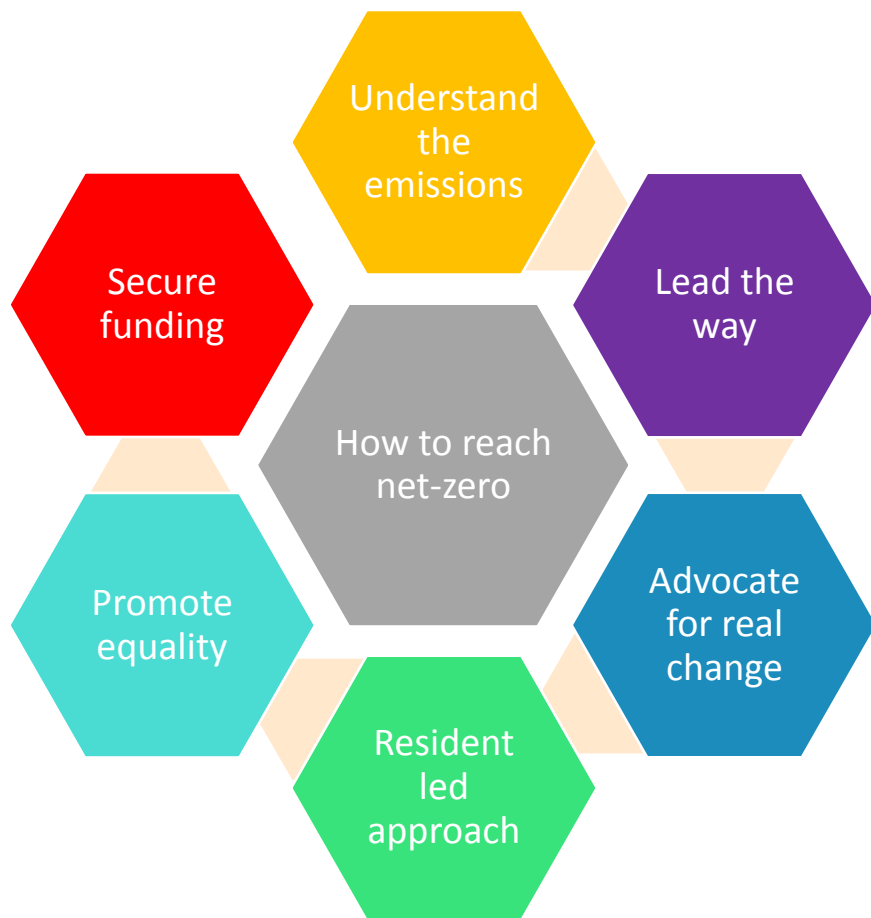 Understand
the
emissions
Lead the
way
Advocate
for real
change
Resident
led
approach
Promote
equality
Secure
funding
How to reach
net-zero